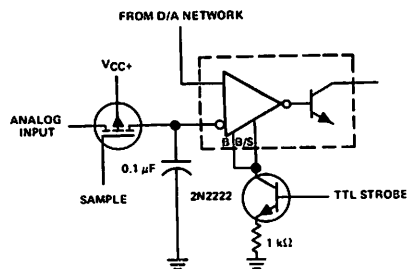 FROM D/A NETWORK
VCC+
ANALOG
INPUT
B B/S
0.1 µF
2N2222
TTL STROBE
SAMPLE
1 kΩ